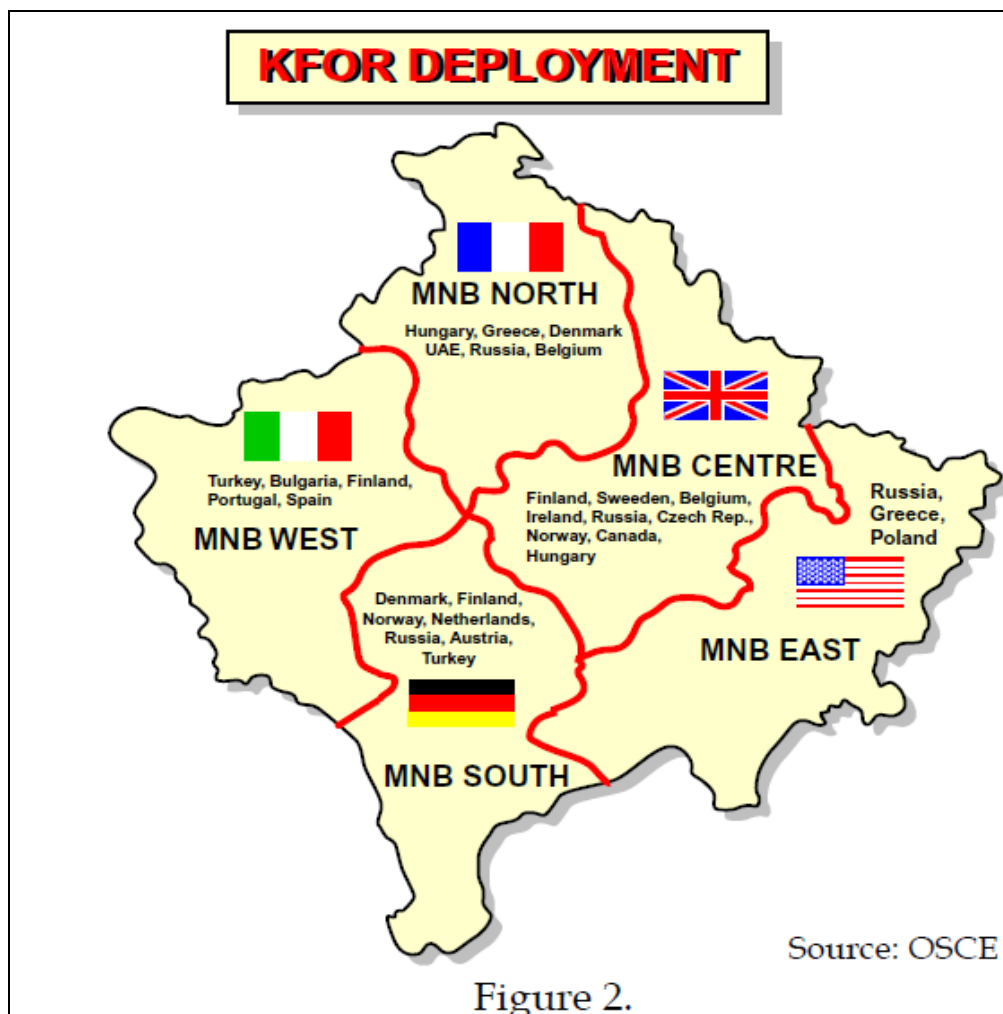 KFOR DEPLOYMENT
MNB NORTH
Hungary, Greece, Denmark
UAE, Russia, Belgium
Turkey, Bulgaria, Finland,
Portugal, Spain
MNB WEST
MNB CENTRE
Finland, Sweeden, Belgium,
Ireland, Russia, Czech Rep.,
Norway, Canada,
Hungary
Russia,
Greece,
Poland
MNB EAST
Denmark, Finland,
Norway, Netherlands,
Russia, Austria,
Turkey
MNB SOUTH
Source: OSCE
Figure 2.